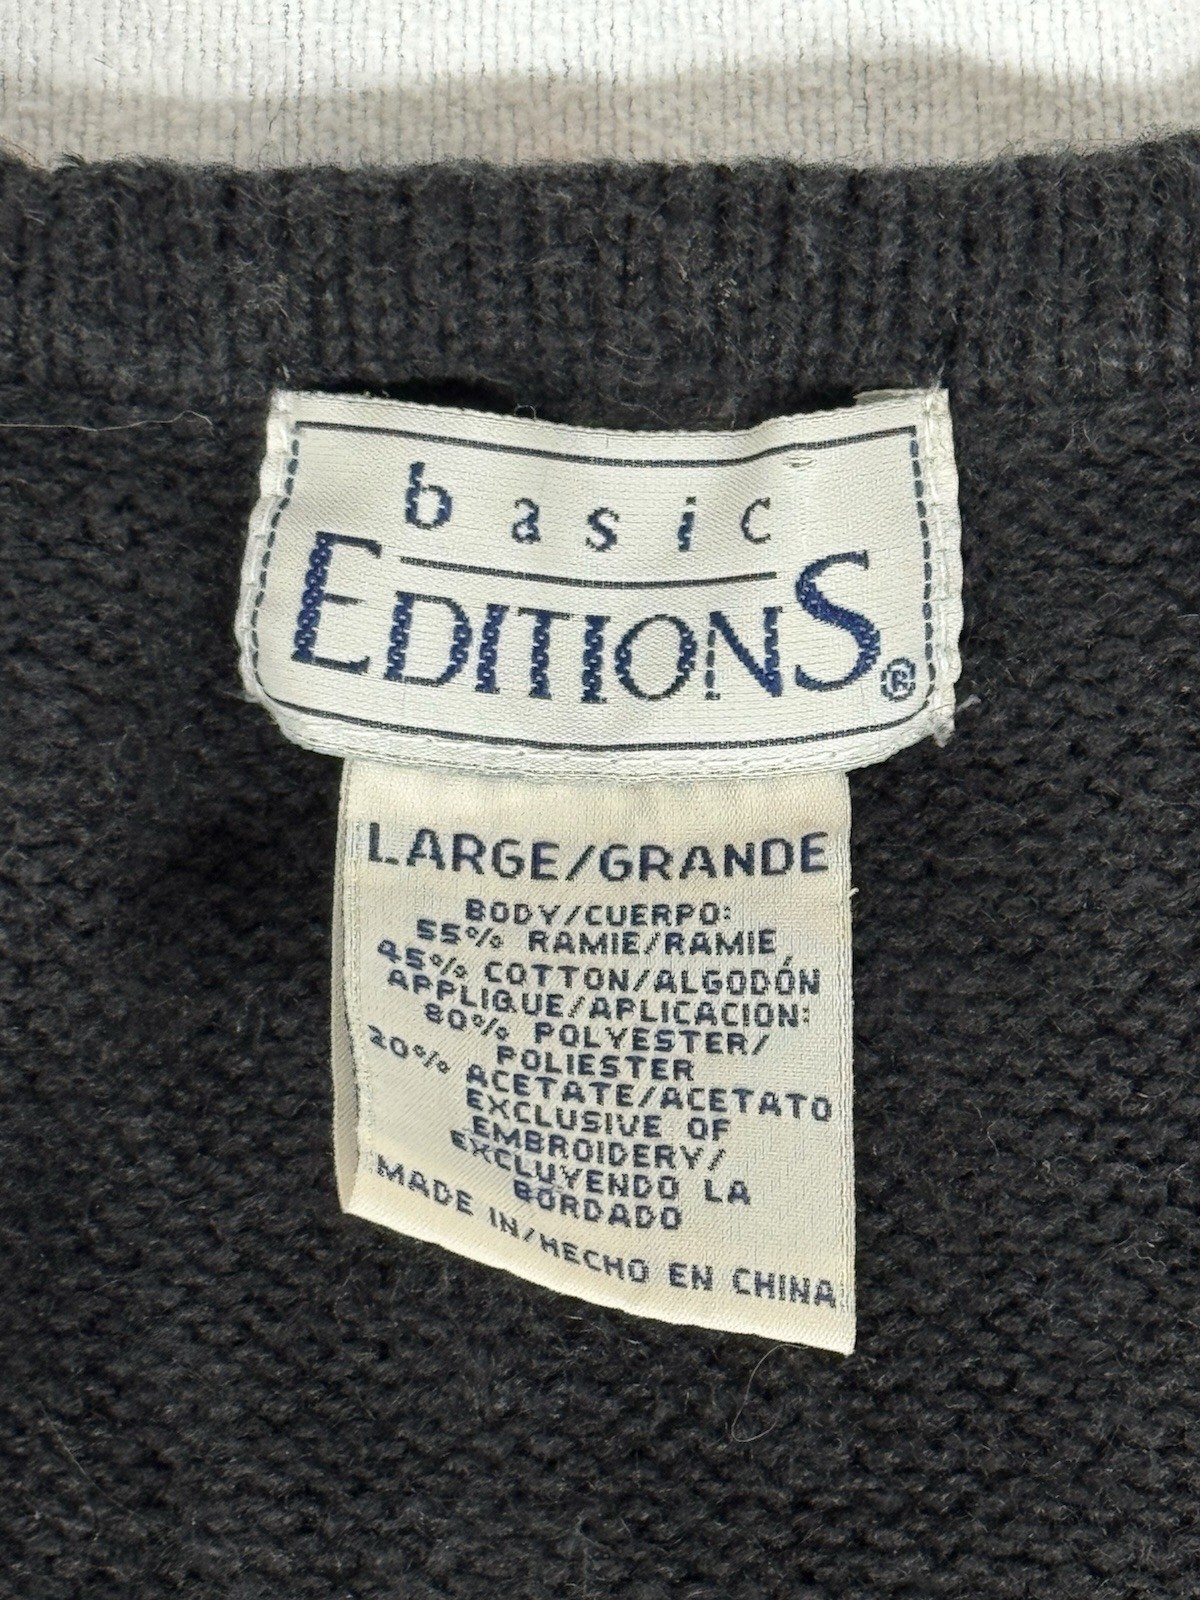 basic
EDITIONS®
LARGE/GRANDE
BODY/CUERPO:
55% RAMIE/RAMIE
45% COTTON/ALGODÓN
APPLIQUE/APLICACION:
80% POLYESTER/
POLIESTER
20% ACETATE/ACETATO
EXCLUSIVE OF
EMBROIDERY/
EXCLUYENDO LA
BORDADO
MADE IN/HECHO EN CHINA